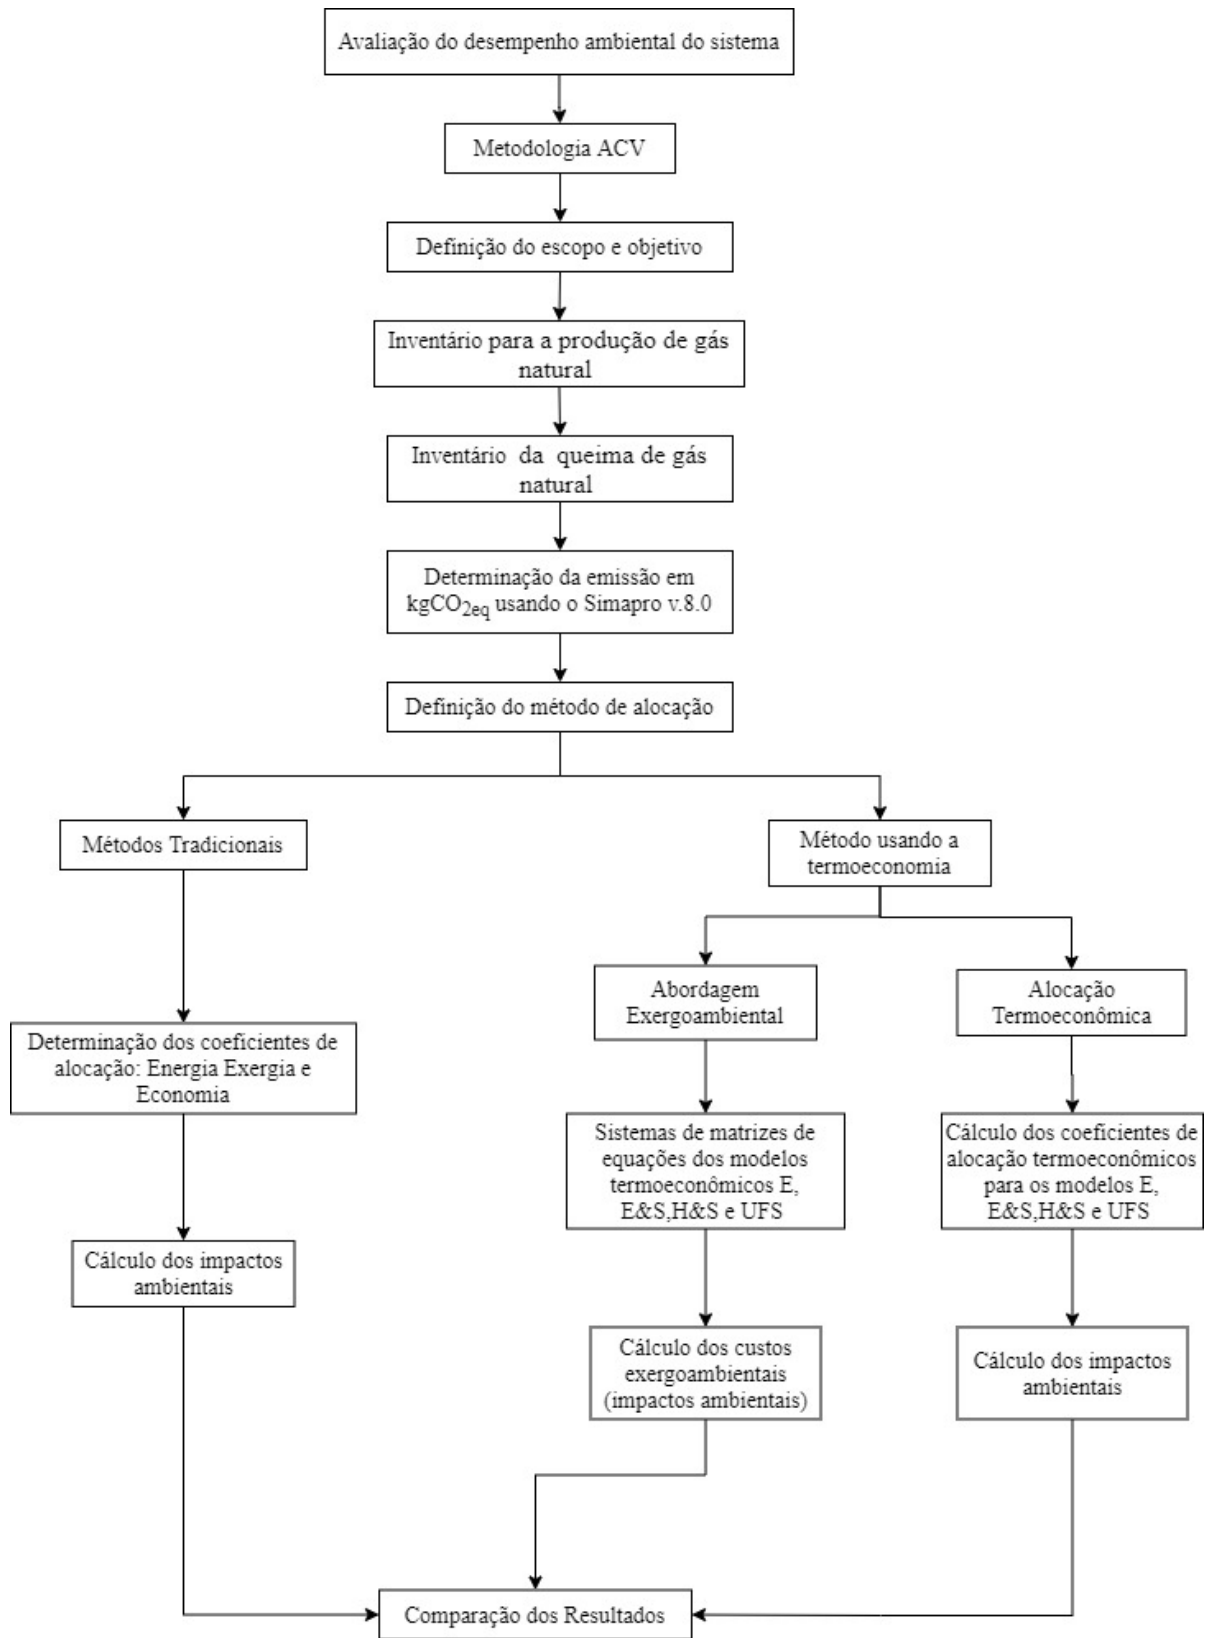 Avaliação do desempenho ambiental do sistema
Metodologia ACV
Definição do escopo e objetivo
Inventário para a produção de gás
natural
Inventário da queima de gás
natural
Determinação da emissão em
kgCO2eq usando o Simapro v.8.0
Definição do método de alocação
Métodos Tradicionais
Método usando a
termoeconomia
Abordagem
Exergoambiental
Alocação
Termoeconômica
Determinação dos coeficientes de
alocação: Energia Exergia e
Economia
Sistemas de matrizes de
equações dos modelos
termoeconômicos E,
E&S,H&S e UFS
Cálculo dos coeficientes de
alocação termoeconômicos
para os modelos E,
E&S,H&S e UFS
Cálculo dos impactos
ambientais
Cálculo dos custos
exergoambientais
(impactos ambientais)
Cálculo dos impactos
ambientais
Comparação dos Resultados